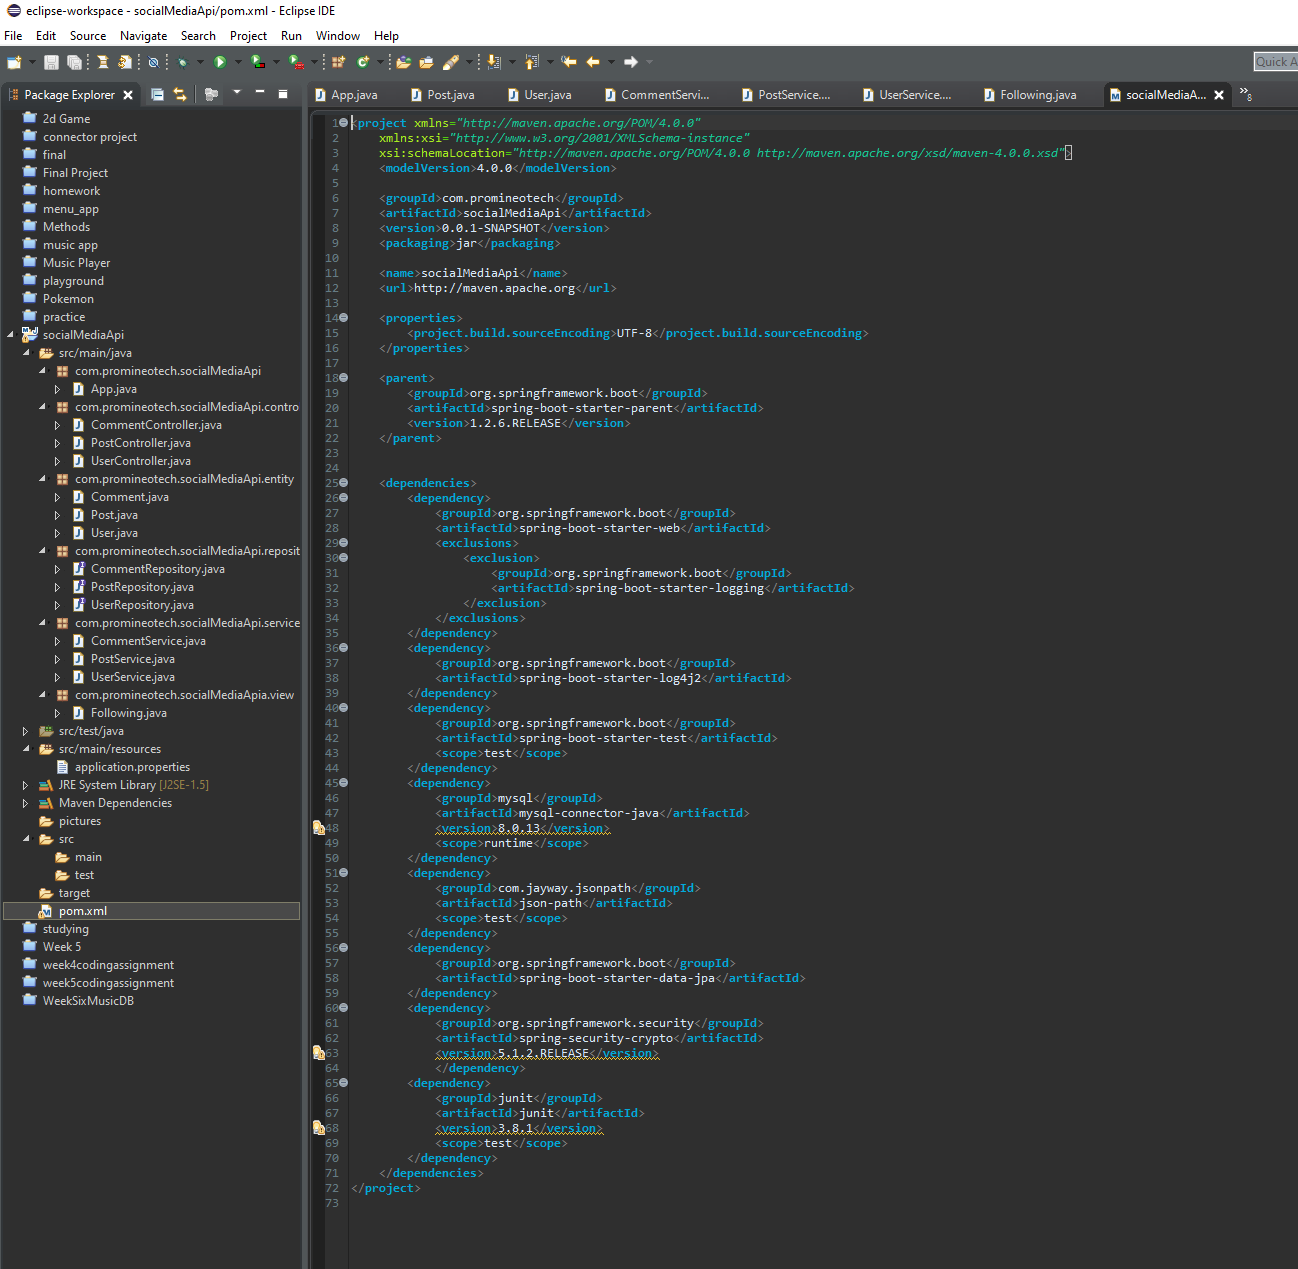 eclipse-workspace - socialMediaApi/pom.xml - Eclipse IDE
File Edit Source Navigate Search Project Run Window Help
Quick A
Package Explorer
App.java Post.java User.java CommentServi... PostService.... UserService.... Following.java socialMediaA... »8
2d Game
connector project
final
Final Project
homework
menu_app
Methods
music app
Music Player
playground
Pokemon
practice
socialMediaApi
src/main/java
com.promineotech.socialMediaApi
App.java
com.promineotech.socialMediaApi.contro
CommentController.java
PostController.java
UserController.java
com.promineotech.socialMediaApi.entity
Comment.java
Post.java
User.java
com.promineotech.socialMediaApi.reposit
CommentRepository.java
PostRepository.java
UserRepository.java
com.promineotech.socialMediaApi.service
CommentService.java
PostService.java
UserService.java
com.promineotech.socialMediaApia.view
Following.java
src/test/java
src/main/resources
application.properties
JRE System Library [J2SE-1.5]
Maven Dependencies
pictures
src
main
test
target
pom.xml
studying
Week 5
week4codingassignment
week5codingassignment
WeekSixMusicDB
1 <project xmlns="http://maven.apache.org/POM/4.0.0"
2 xmlns:xsi="http://www.w3.org/2001/XMLSchema-instance"
3 xsi:schemaLocation="http://maven.apache.org/POM/4.0.0 http://maven.apache.org/xsd/maven-4.0.0.xsd">
4 <modelVersion>4.0.0</modelVersion>
5
6 <groupId>com.promineotech</groupId>
7 <artifactId>socialMediaApi</artifactId>
8 <version>0.0.1-SNAPSHOT</version>
9 <packaging>jar</packaging>
10
11 <name>socialMediaApi</name>
12 <url>http://maven.apache.org</url>
13
14 <properties>
15 <project.build.sourceEncoding>UTF-8</project.build.sourceEncoding>
16 </properties>
17
18 <parent>
19 <groupId>org.springframework.boot</groupId>
20 <artifactId>spring-boot-starter-parent</artifactId>
21 <version>1.2.6.RELEASE</version>
22 </parent>
23
24
25 <dependencies>
26 <dependency>
27 <groupId>org.springframework.boot</groupId>
28 <artifactId>spring-boot-starter-web</artifactId>
29 <exclusions>
30 <exclusion>
31 <groupId>org.springframework.boot</groupId>
32 <artifactId>spring-boot-starter-logging</artifactId>
33 </exclusion>
34 </exclusions>
35 </dependency>
36 <dependency>
37 <groupId>org.springframework.boot</groupId>
38 <artifactId>spring-boot-starter-log4j2</artifactId>
39 </dependency>
40 <dependency>
41 <groupId>org.springframework.boot</groupId>
42 <artifactId>spring-boot-starter-test</artifactId>
43 <scope>test</scope>
44 </dependency>
45 <dependency>
46 <groupId>mysql</groupId>
47 <artifactId>mysql-connector-java</artifactId>
48 <version>8.0.13</version>
49 <scope>runtime</scope>
50 </dependency>
51 <dependency>
52 <groupId>com.jayway.jsonpath</groupId>
53 <artifactId>json-path</artifactId>
54 <scope>test</scope>
55 </dependency>
56 <dependency>
57 <groupId>org.springframework.boot</groupId>
58 <artifactId>spring-boot-starter-data-jpa</artifactId>
59 </dependency>
60 <dependency>
61 <groupId>org.springframework.security</groupId>
62 <artifactId>spring-security-crypto</artifactId>
63 <version>5.1.2.RELEASE</version>
64 </dependency>
65 <dependency>
66 <groupId>junit</groupId>
67 <artifactId>junit</artifactId>
68 <version>3.8.1</version>
69 <scope>test</scope>
70 </dependency>
71 </dependencies>
72 </project>
73